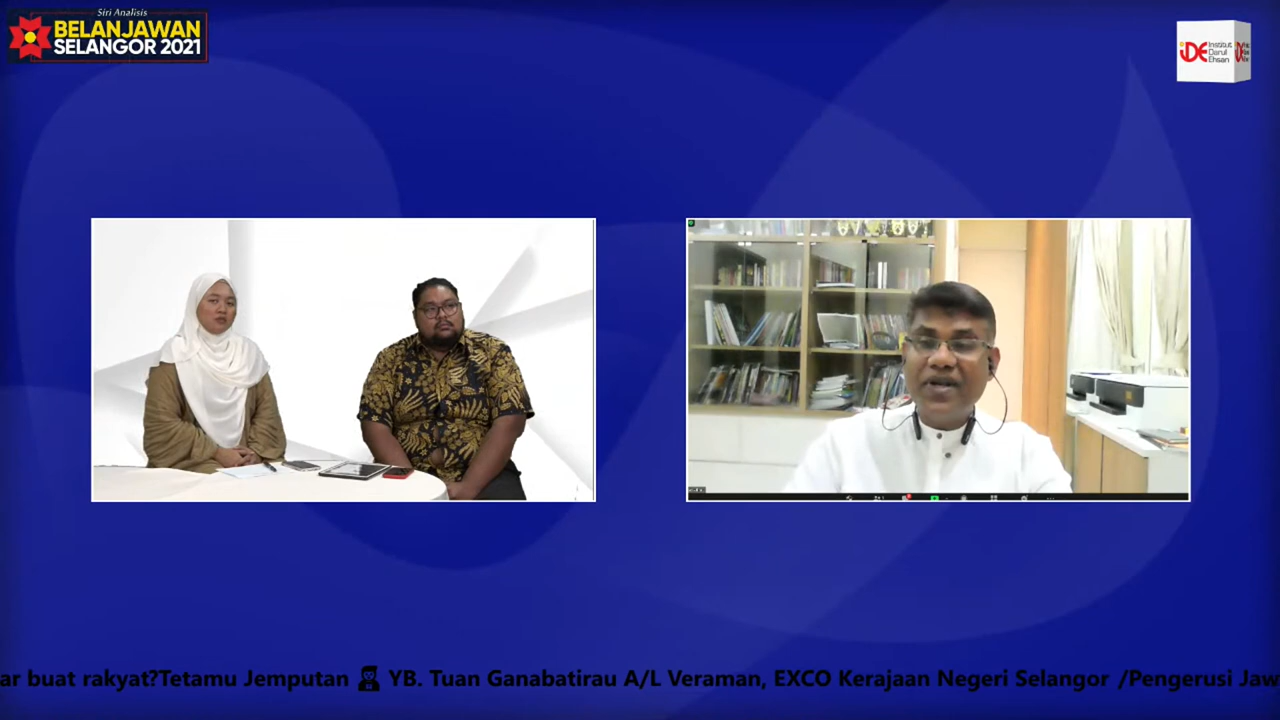 Siri Analisis
BELANJAWAN
SELANGOR 2021
iDE Institut
Darul
Ehsan
ar buat rakyat?Tetamu Jemputan YB. Tuan Ganabatirau A/L Veraman, EXCO Kerajaan Negeri Selangor /Pengerusi Jaw